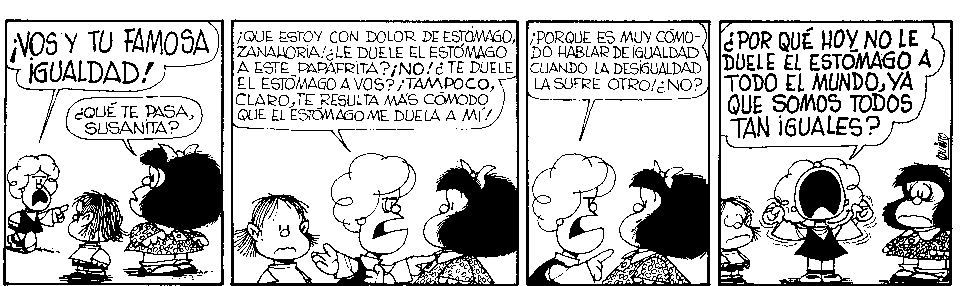 ¡VOS Y TU FAMOSA
IGUALDAD!
¿QUÉ TE PASA,
SUSANITA?
¡QUE ESTOY CON DOLOR DE ESTÓMAGO,
ZANAHORIA! ¿LE DUELE EL ESTÓMAGO
A ESTE PAPAFRITA? ¡NO! ¿TE DUELE
EL ESTÓMAGO A VOS? ¡TAMPOCO,
CLARO, TE RESULTA MÁS CÓMODO
QUE EL ESTÓMAGO ME DUELA A MÍ!
¡PORQUE ES MUY CÓMO-
DO HABLAR DE IGUALDAD
CUANDO LA DESIGUALDAD
LA SUFRE OTRO! ¿NO?
¿POR QUÉ HOY NO LE
DUELE EL ESTÓMAGO A
TODO EL MUNDO, YA
QUE SOMOS TODOS
TAN IGUALES?
QUINO